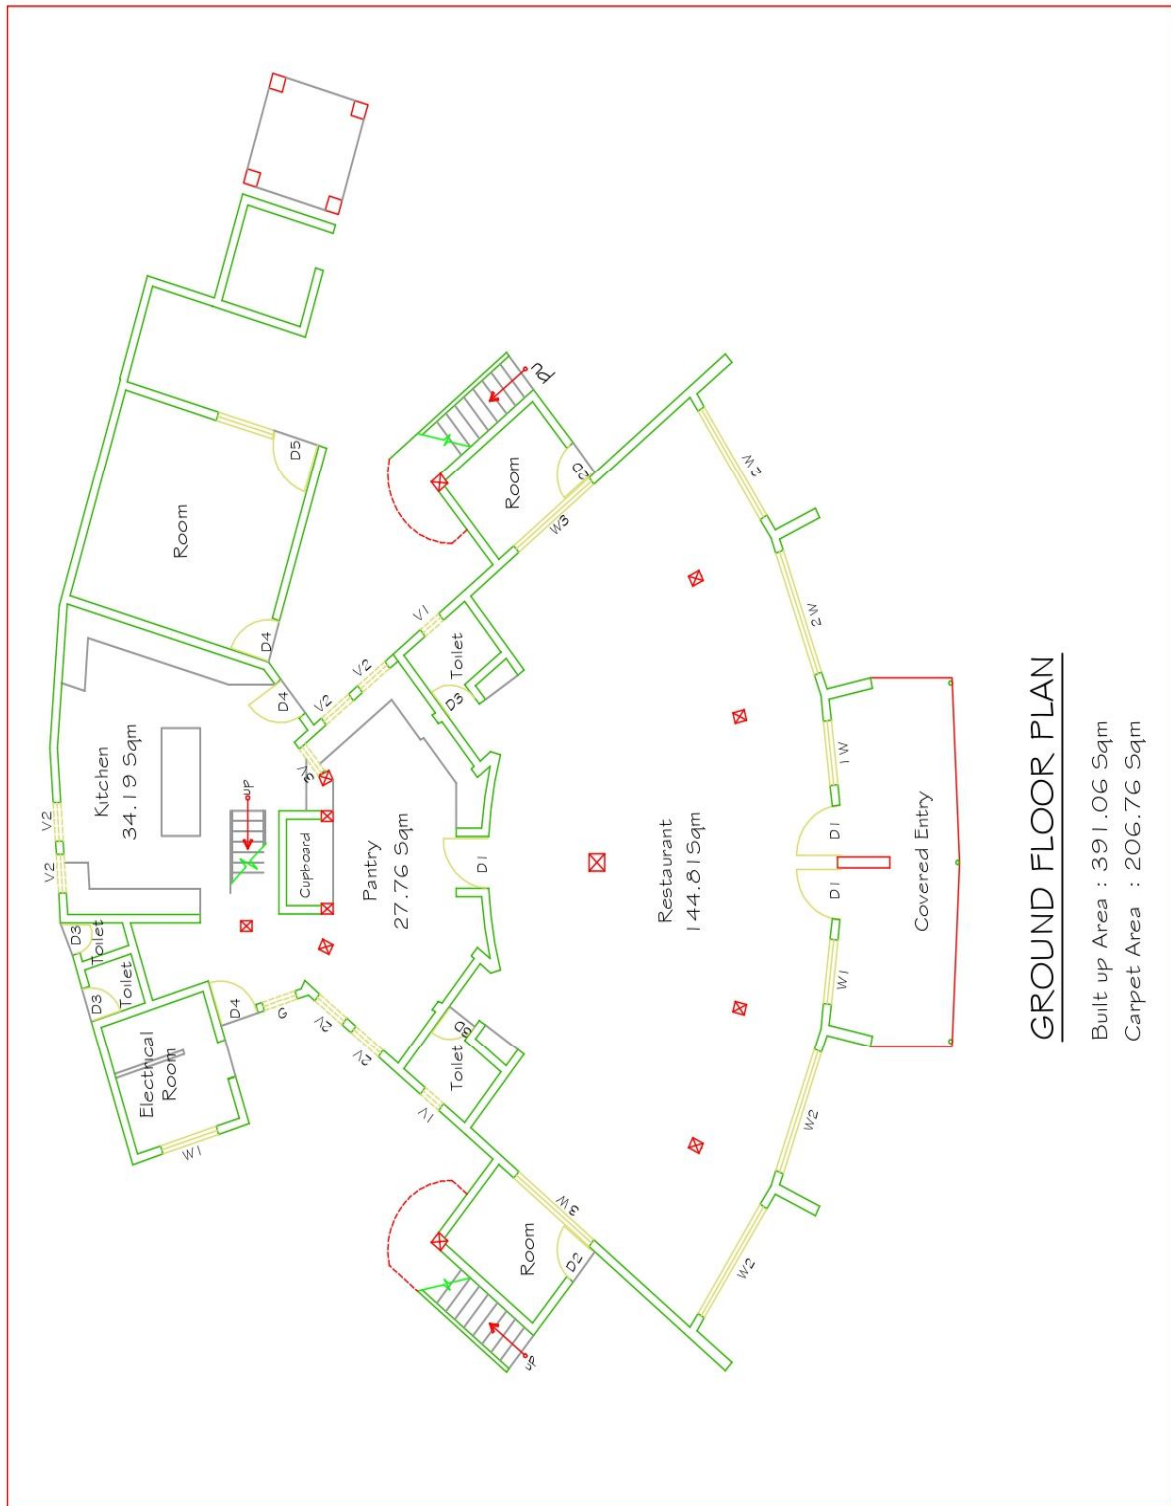 GROUND FLOOR PLAN
Built up Area : 391.06 Sqm
Carpet Area : 206.76 Sqm
Kitchen
34.19 Sqm
Pantry
27.76 Sqm
Restaurant
144.81 Sqm
Covered Entry
Cupboard
Electrical
Room
Toilet
Toilet
Toilet
Toilet
Room
Room
Room
up
up
up
D3
D3
D4
G
V2
V2
V1
W1
V2
V2
D4
D4
D5
V3
V2
V2
V1
D3
D3
D1
W3
D2
W3
D2
W2
W2
W1
D1
D1
W1
W2
W2